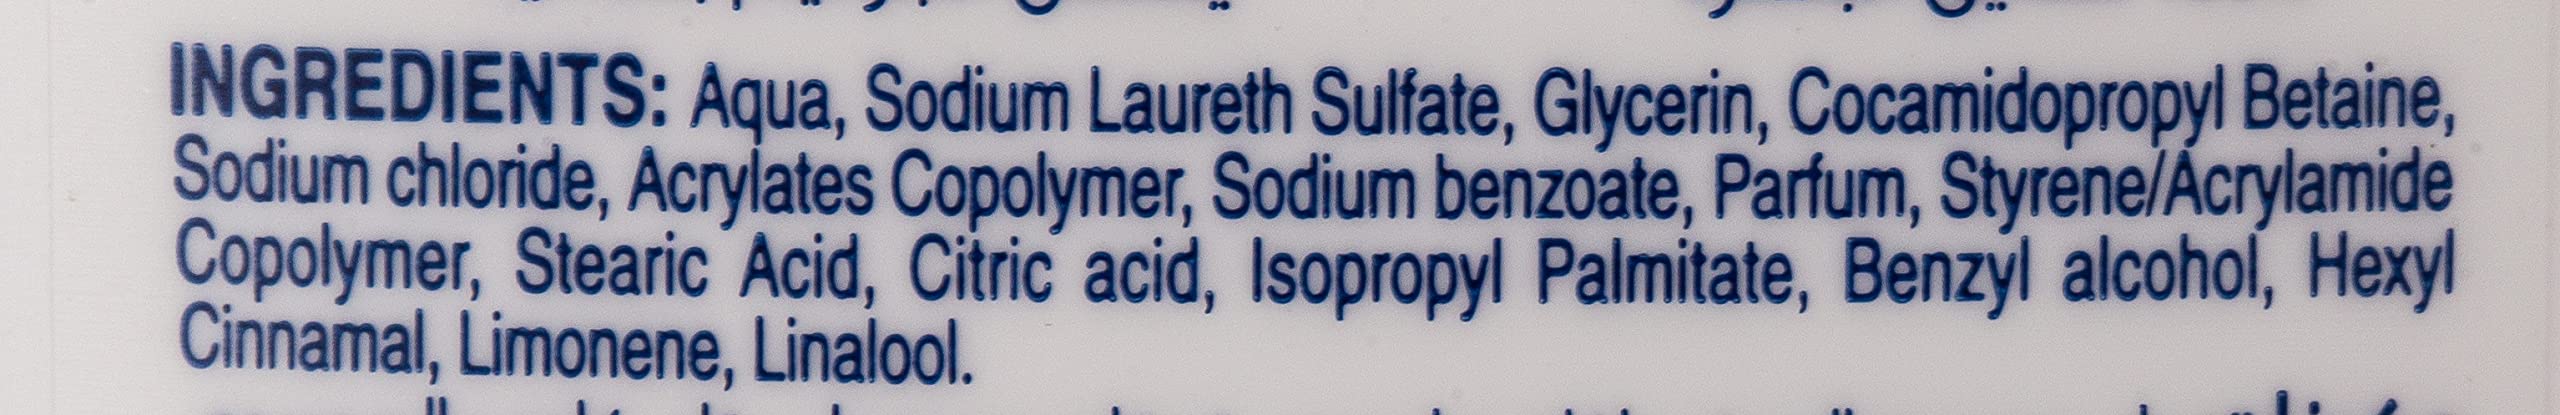 INGREDIENTS: Aqua, Sodium Laureth Sulfate, Glycerin, Cocamidopropyl Betaine,
Sodium chloride, Acrylates Copolymer, Sodium benzoate, Parfum, Styrene/Acrylamide
Copolymer, Stearic Acid, Citric acid, Isopropyl Palmitate, Benzyl alcohol, Hexyl
Cinnamal, Limonene, Linalool.